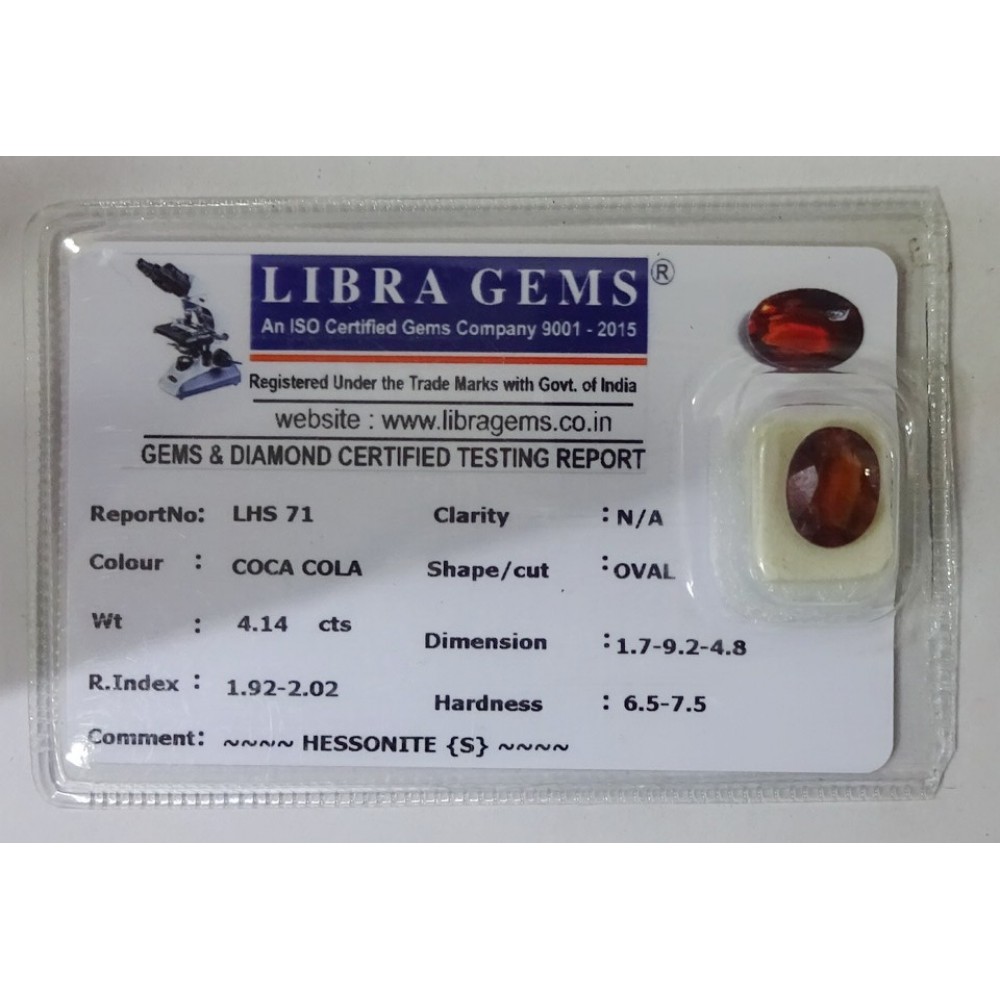 LIBRA GEMS ®
An ISO Certified Gems Company 9001 - 2015
Registered Under the Trade Marks with Govt. of India
website : www.libragems.co.in
GEMS & DIAMOND CERTIFIED TESTING REPORT
ReportNo: LHS 71 Clarity : N/A
Colour : COCA COLA Shape/cut : OVAL
Wt : 4.14 cts Dimension : 1.7-9.2-4.8
R.Index : 1.92-2.02 Hardness : 6.5-7.5
Comment: ~~~~ HESSONITE {S} ~~~~